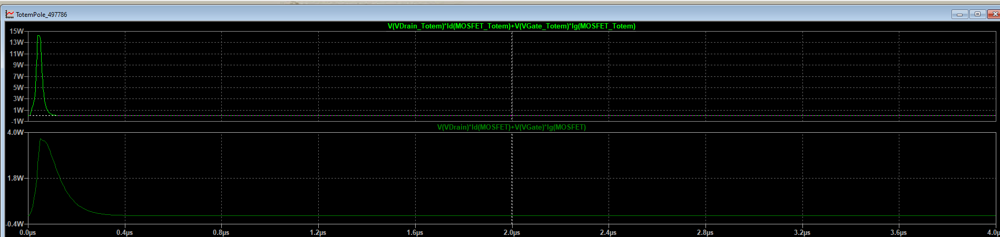 TotemPole_497786
V(VDrain_Totem)*Id(MOSFET_Totem)+V(VGate_Totem)*Ig(MOSFET_Totem)
15W
13W
11W
9W
7W
5W
3W
1W
-1W
V(VDrain)*Id(MOSFET)+V(VGate)*Ig(MOSFET)
4.0W
1.8W
-0.4W
0.0µs 0.4µs 0.8µs 1.2µs 1.6µs 2.0µs 2.4µs 2.8µs 3.2µs 3.6µs 4.0µ